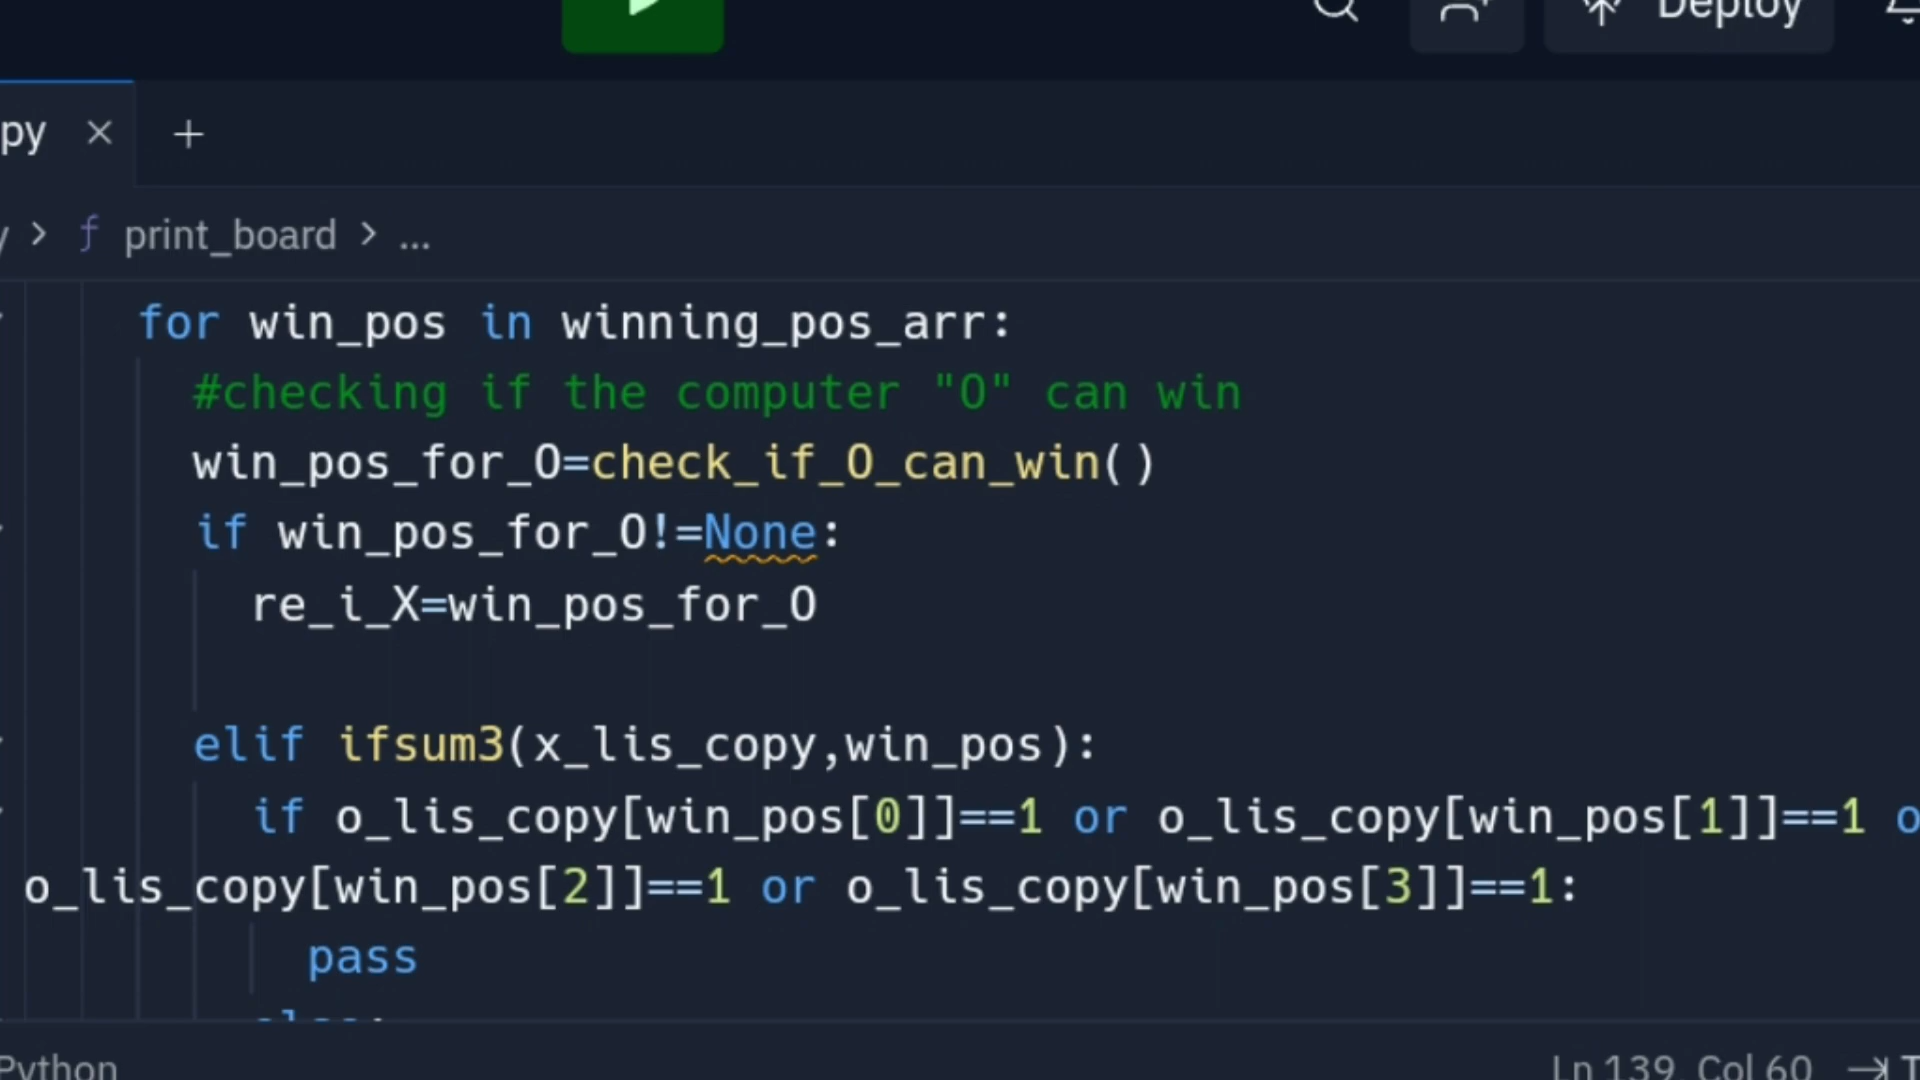 Deploy
py × +
print_board > ...
for win_pos in winning_pos_arr:
#checking if the computer "O" can win
win_pos_for_O=check_if_O_can_win()
if win_pos_for_O!=None:
re_i_X=win_pos_for_O
elif ifsum3(x_lis_copy,win_pos):
if o_lis_copy[win_pos[0]]==1 or o_lis_copy[win_pos[1]]==1 o
o_lis_copy[win_pos[2]]==1 or o_lis_copy[win_pos[3]]==1:
pass
else:
Python Ln 139, Col 60